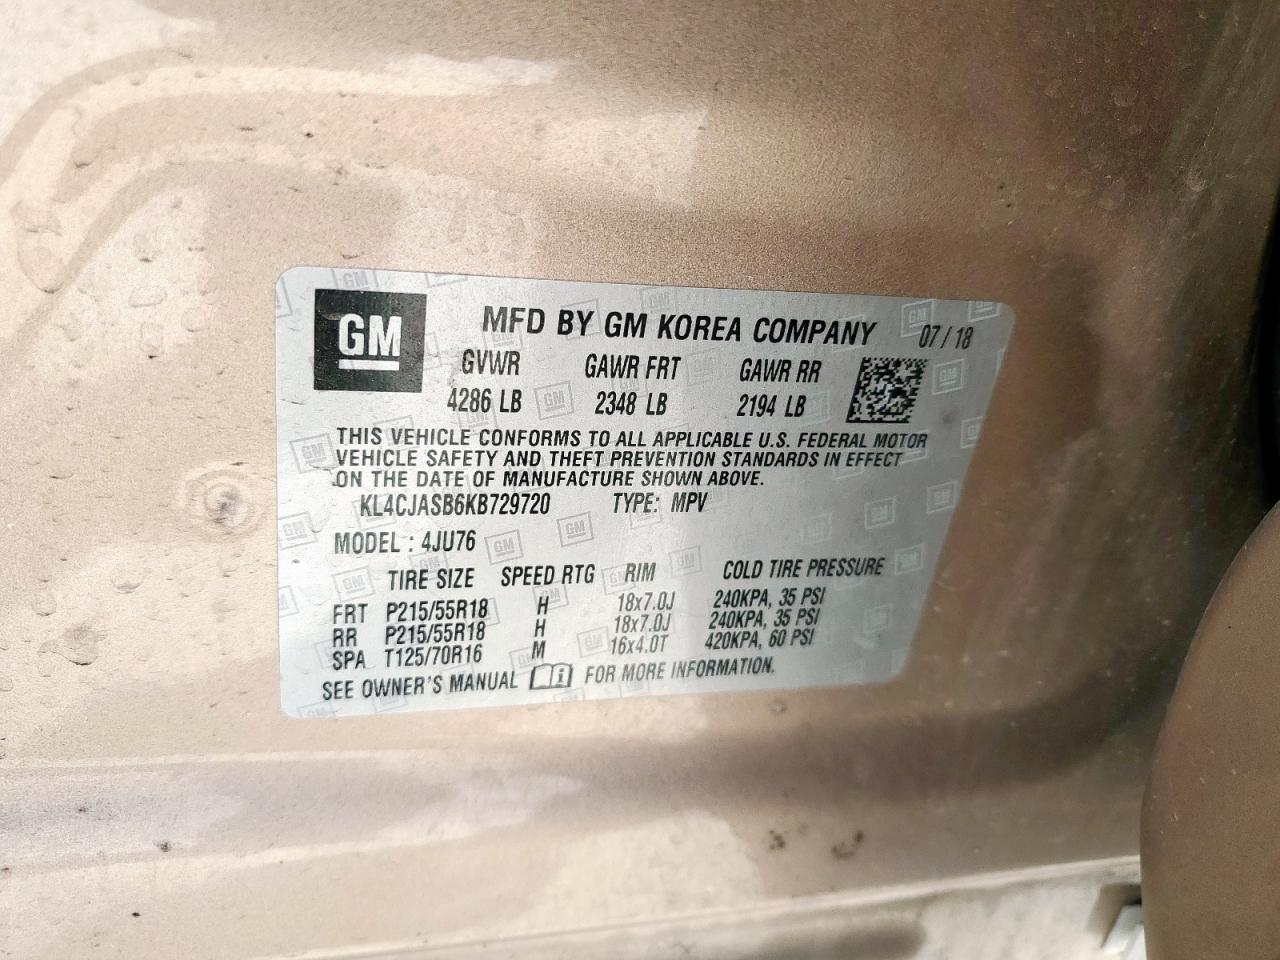 GM
MFD BY GM KOREA COMPANY 07/18
GVWR GAWR FRT GAWR RR
4286 LB 2348 LB 2194 LB
THIS VEHICLE CONFORMS TO ALL APPLICABLE U.S. FEDERAL MOTOR
VEHICLE SAFETY AND THEFT PREVENTION STANDARDS IN EFFECT
ON THE DATE OF MANUFACTURE SHOWN ABOVE.
KL4CJASB6KB729720 TYPE: MPV
MODEL : 4JU76
TIRE SIZE SPEED RTG RIM COLD TIRE PRESSURE
FRT P215/55R18 H 18x7.0J 240KPA, 35 PSI
RR P215/55R18 H 18x7.0J 240KPA, 35 PSI
SPA T125/70R16 M 16x4.0T 420KPA, 60 PSI
SEE OWNER'S MANUAL FOR MORE INFORMATION.